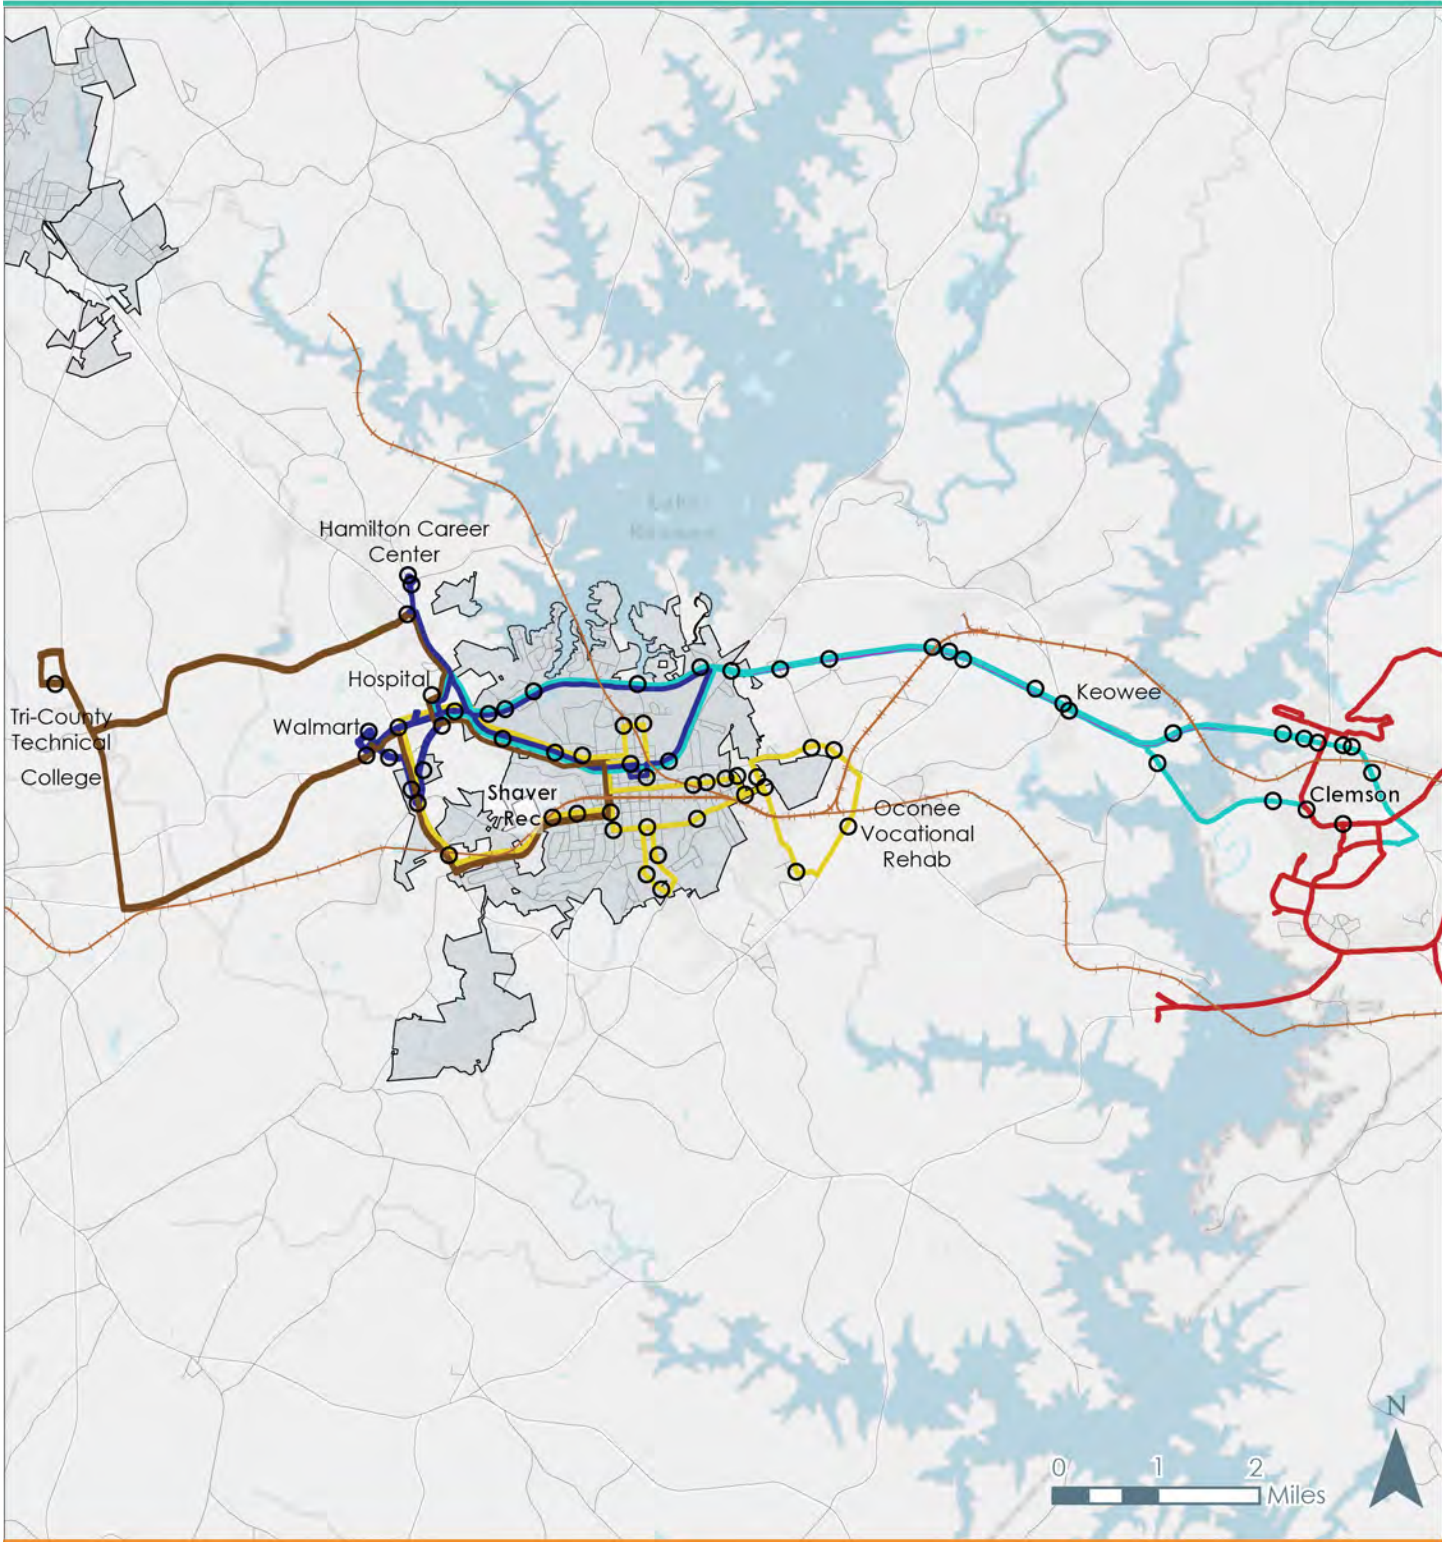 Hamilton Career
Center
Hospital
Walmart
Keowee
Tri-County
Technical
College
Shaver
Rec
Clemson
Oconee
Vocational
Rehab
N
0 1 2
Miles